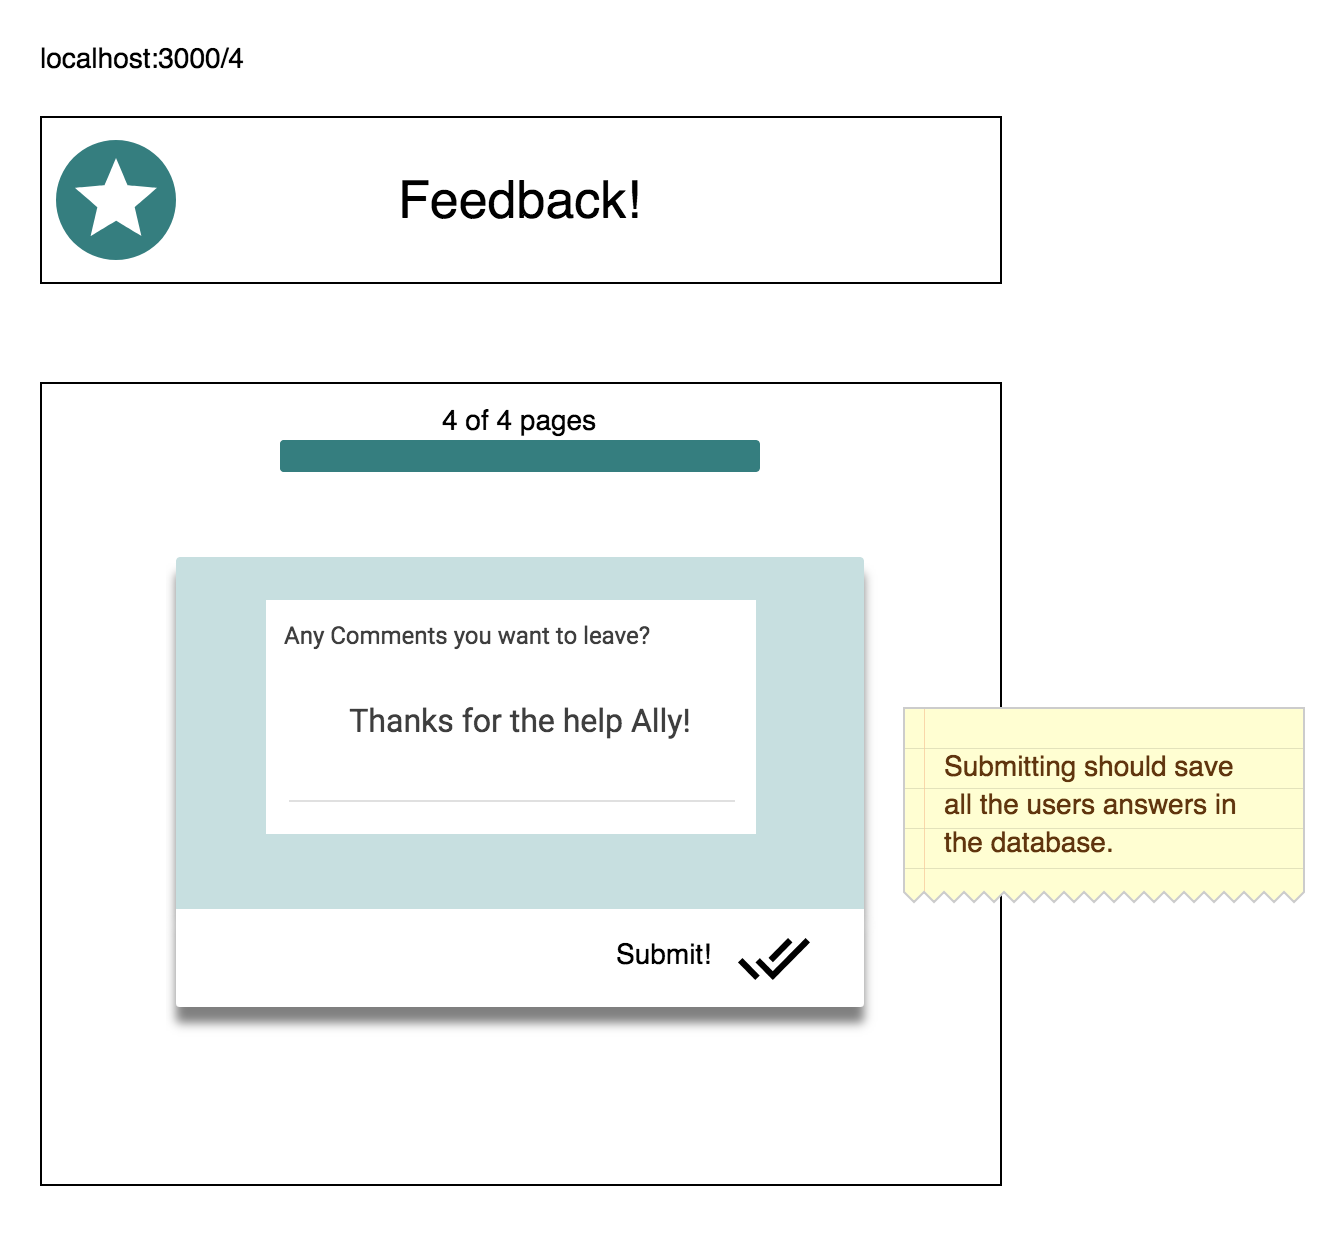 localhost:3000/4
Feedback!
4 of 4 pages
Any Comments you want to leave?
Thanks for the help Ally!
Submit!
Submitting should save
all the users answers in
the database.